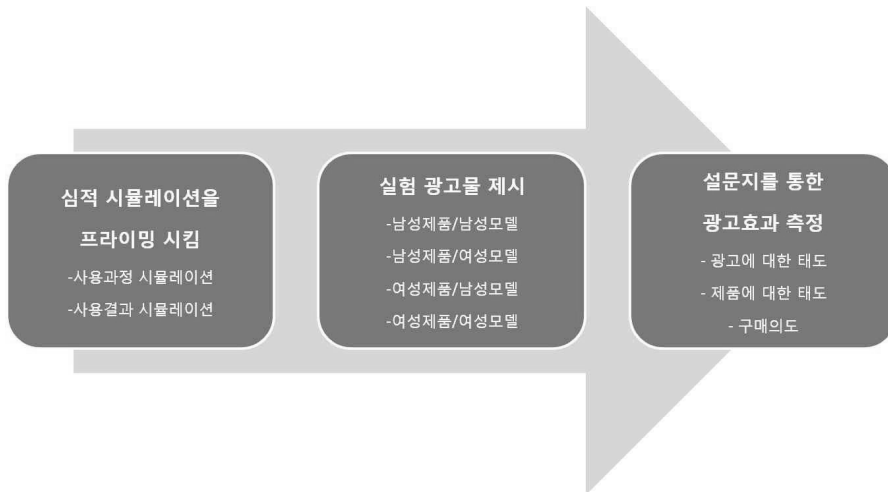 심적 시뮬레이션을
프라이밍 시킴
-사용과정 시뮬레이션
-사용결과 시뮬레이션
실험 광고물 제시
-남성제품/남성모델
-남성제품/여성모델
-여성제품/남성모델
-여성제품/여성모델
설문지를 통한
광고효과 측정
- 광고에 대한 태도
- 제품에 대한 태도
- 구매의도